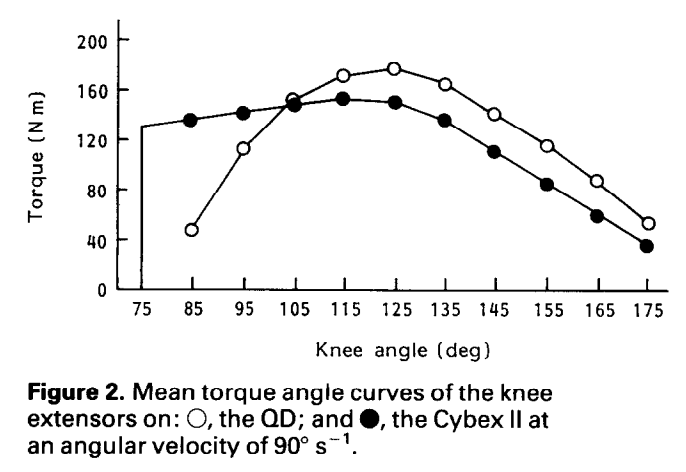 200
160
120
80
40
0
Torque (N m)
75 85 95 105 115 125 135 145 155 165 175
Knee angle (deg)
Figure 2. Mean torque angle curves of the knee
extensors on: ○, the QD; and ●, the Cybex II at
an angular velocity of 90° s⁻¹.